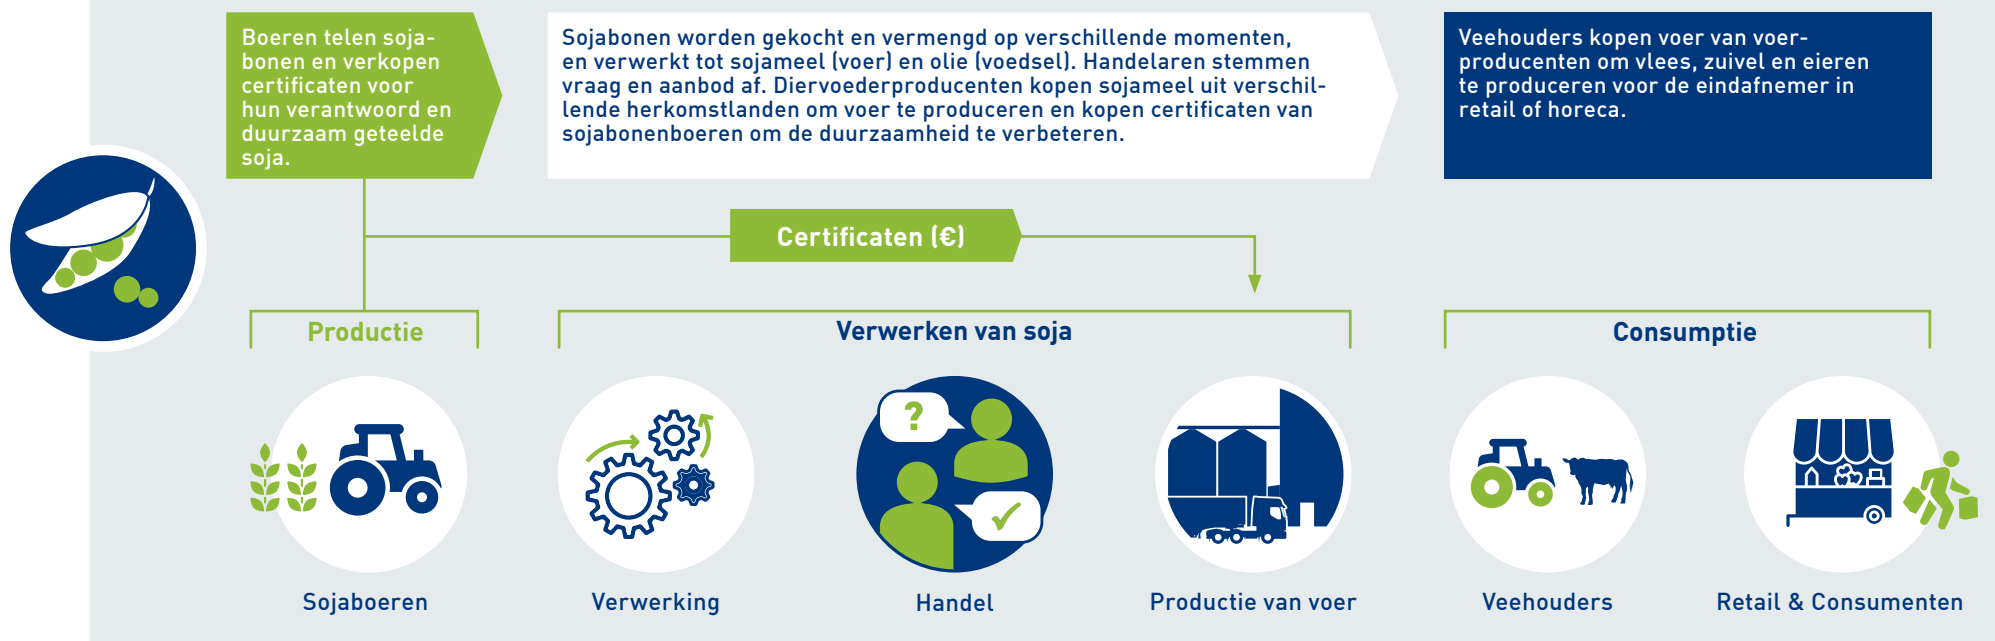 Boeren telen soja-
bonen en verkopen
certificaten voor
hun verantwoord en
duurzaam geteelde
soja.
Sojabonen worden gekocht en vermengd op verschillende momenten,
en verwerkt tot sojameel (voer) en olie (voedsel). Handelaren stemmen
vraag en aanbod af. Diervoederproducenten kopen sojameel uit verschil-
lende herkomstlanden om voer te produceren en kopen certificaten van
sojabonenboeren om de duurzaamheid te verbeteren.
Veehouders kopen voer van voer-
producenten om vlees, zuivel en eieren
te produceren voor de eindafnemer in
retail of horeca.
Certificaten (€)
Productie
Verwerken van soja
Consumptie
?
Sojaboeren
Verwerking
Handel
Productie van voer
Veehouders
Retail & Consumenten